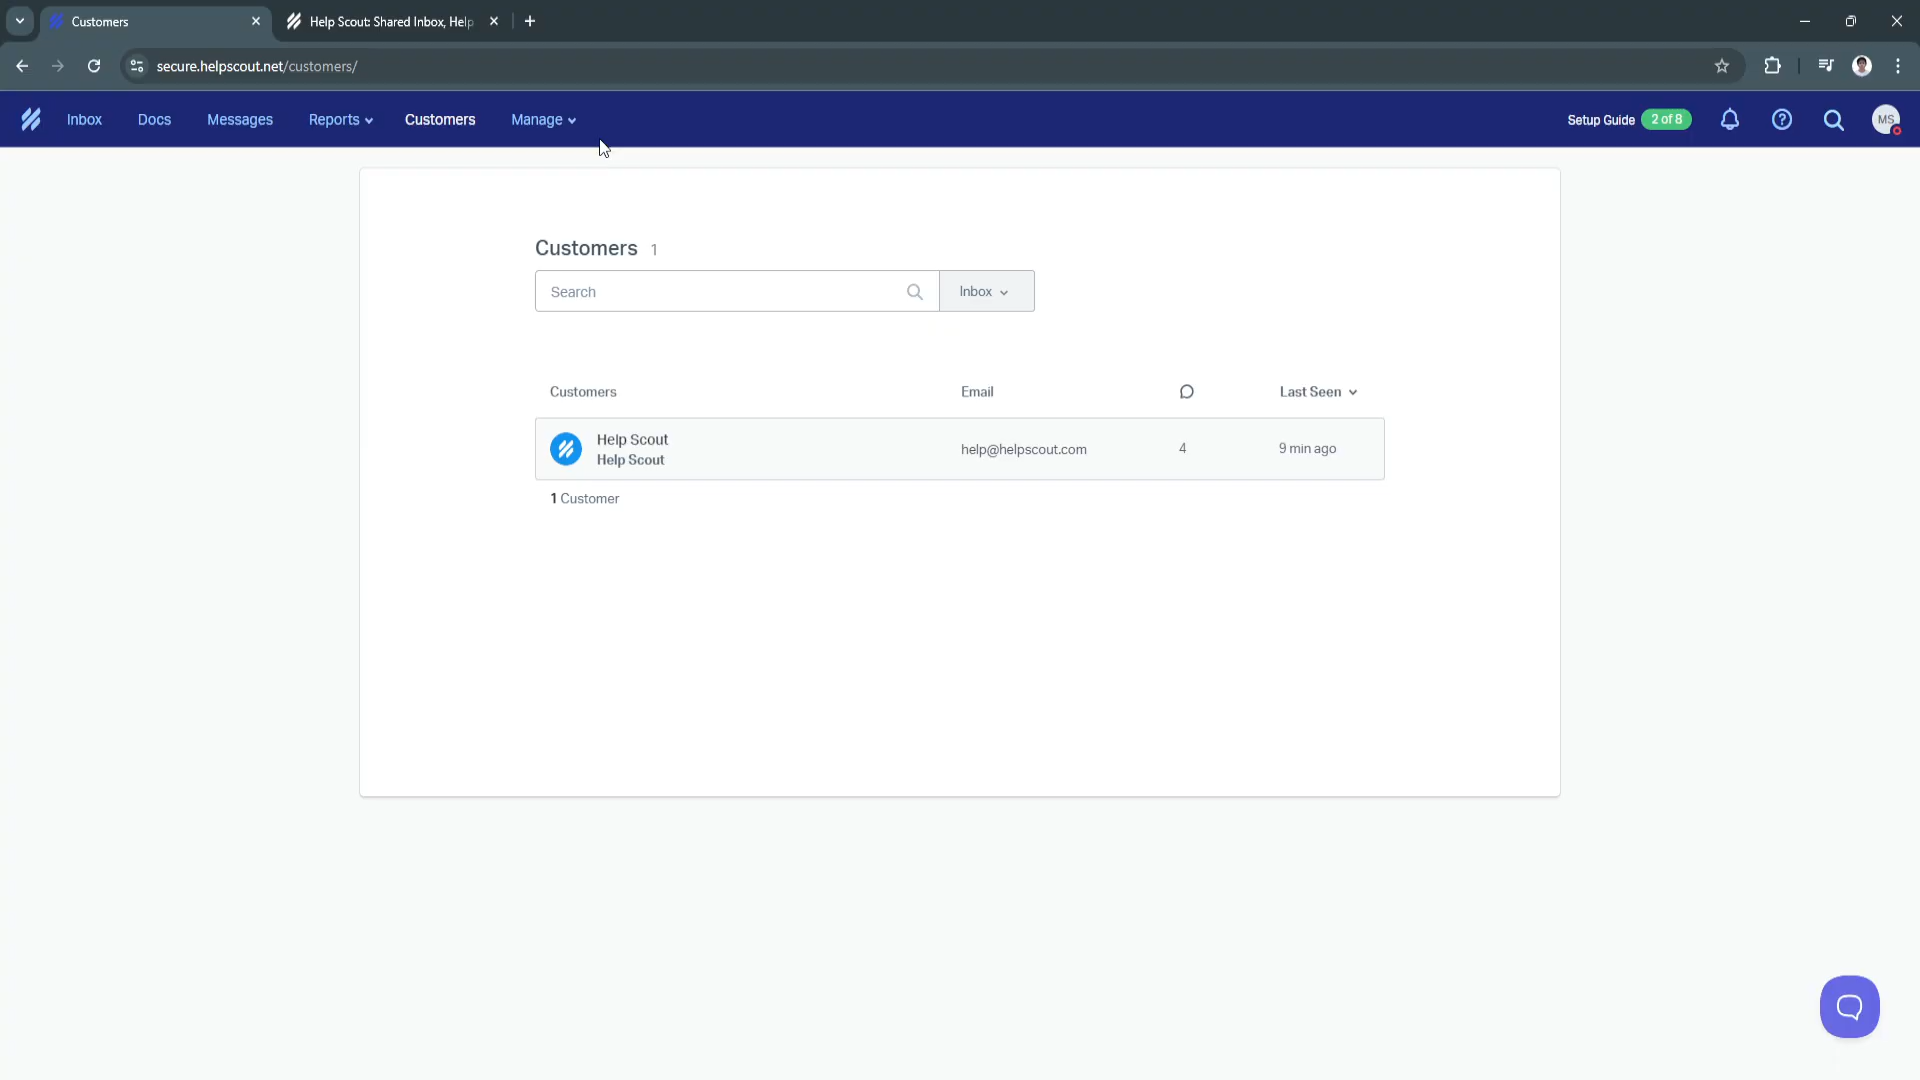 Customers
Help Scout: Shared Inbox, Help
secure.helpscout.net/customers/
Inbox
Docs
Messages
Reports
Customers
Manage
Setup Guide
2 of 8
MS
Customers 1
Search
Inbox
Customers
Email
Last Seen
Help Scout
Help Scout
help@helpscout.com
4
9 min ago
1 Customer